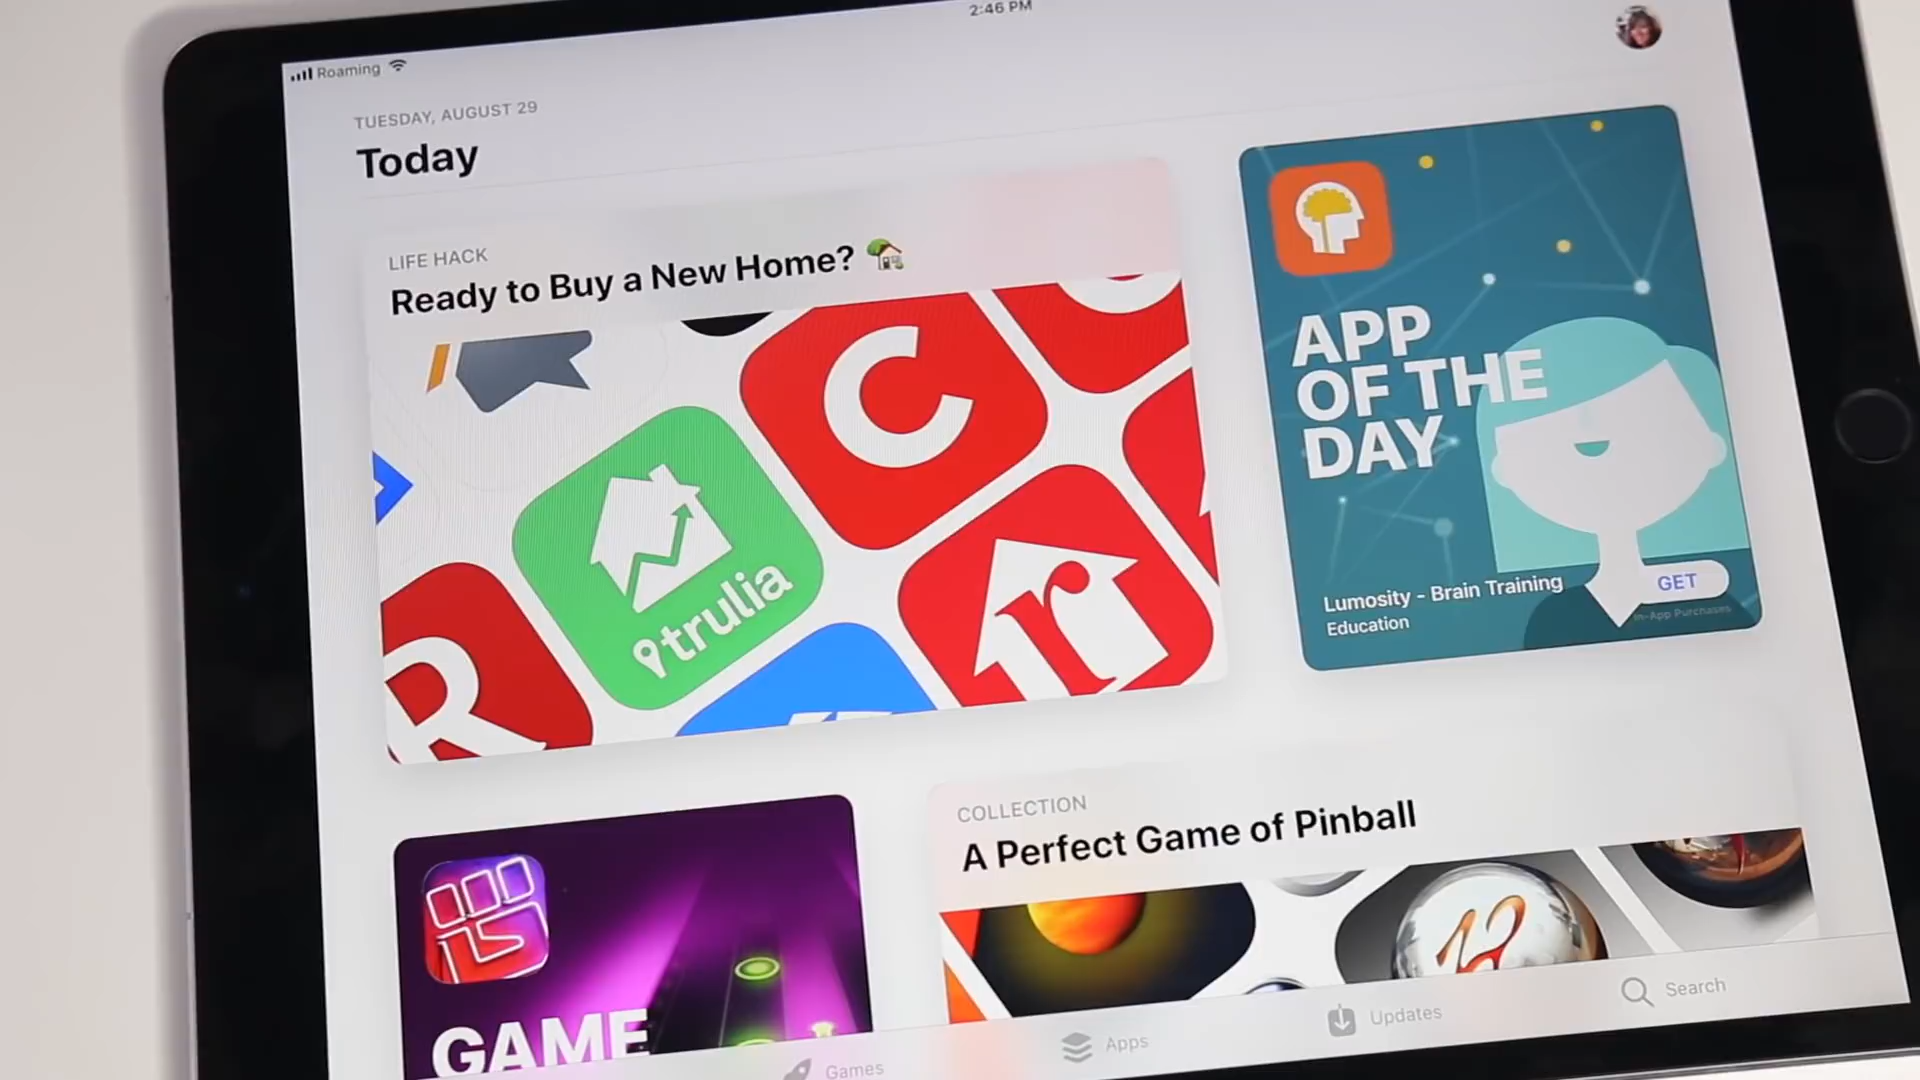 2:46 PM
Roaming
TUESDAY, AUGUST 29
Today
LIFE HACK
Ready to Buy a New Home?
C
trulia
r
R
APP
OF THE
DAY
Lumosity - Brain Training
Education
GET
In-App Purchases
COLLECTION
A Perfect Game of Pinball
12
GAME
Games
Apps
Updates
Search